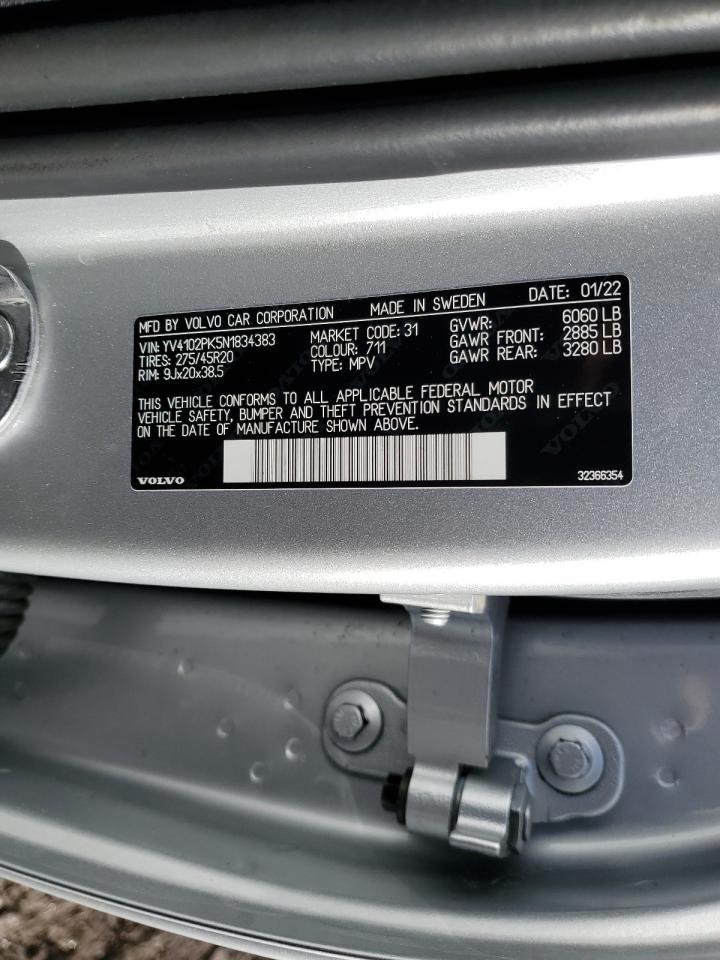 MFD BY VOLVO CAR CORPORATION MADE IN SWEDEN DATE: 01/22
VIN: YV4102PK5N1834383 MARKET CODE: 31 GVWR: 6060 LB
TIRES: 275/45R20 COLOUR: 711 GAWR FRONT: 2885 LB
RIM: 9Jx20x38.5 TYPE: MPV GAWR REAR: 3280 LB
THIS VEHICLE CONFORMS TO ALL APPLICABLE FEDERAL MOTOR
VEHICLE SAFETY, BUMPER AND THEFT PREVENTION STANDARDS IN EFFECT
ON THE DATE OF MANUFACTURE SHOWN ABOVE.
VOLVO 32366354